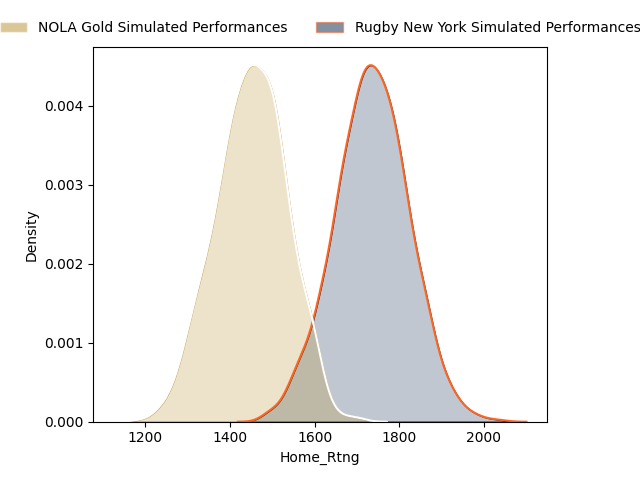 NOLA Gold Simulated Performances
Rugby New York Simulated Performances
0.004
0.003
0.002
0.001
0.000
Density
1200 1400 1600 1800 2000
Home_Rtng